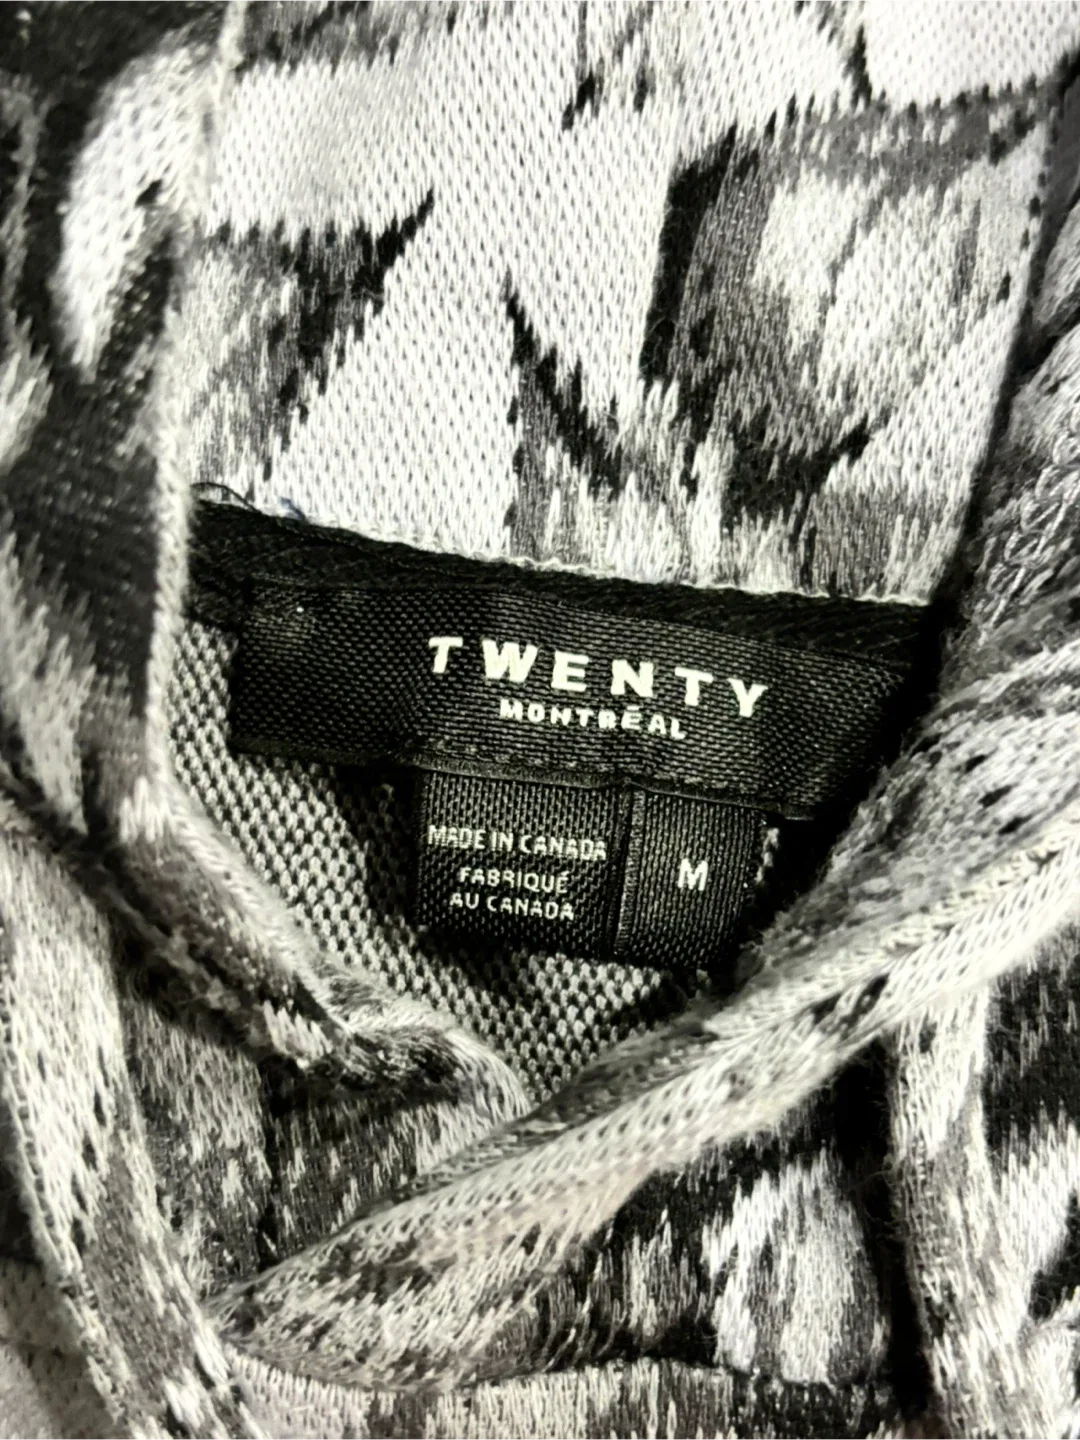 TWENTY
MONTRÉAL
MADE IN CANADA
FABRIQUÉ
AU CANADA
M